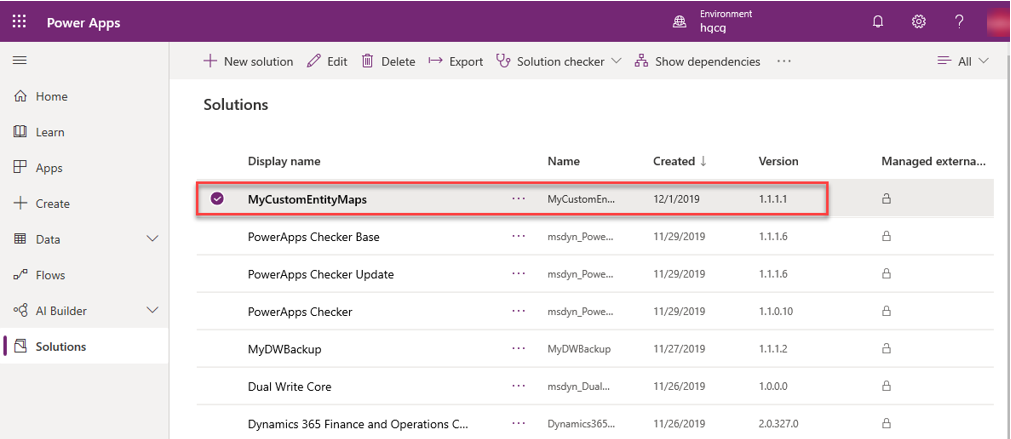 Power Apps
Environment
hqcq
?
Home
Learn
Apps
Create
Data
Flows
AI Builder
Solutions
New solution Edit Delete Export Solution checker Show dependencies ··· All
Solutions
Display name Name Created ↓ Version Managed externa...
MyCustomEntityMaps ··· MyCustomEn... 12/1/2019 1.1.1.1
PowerApps Checker Base ··· msdyn_Powe... 11/29/2019 1.1.1.6
PowerApps Checker Update ··· msdyn_Powe... 11/29/2019 1.1.1.6
PowerApps Checker ··· msdyn_Powe... 11/29/2019 1.1.0.10
MyDWBackup ··· MyDWBackup 11/27/2019 1.1.1.2
Dual Write Core ··· msdyn_Dual... 11/26/2019 1.0.0.0
Dynamics 365 Finance and Operations C... ··· Dynamics365... 11/26/2019 2.0.327.0